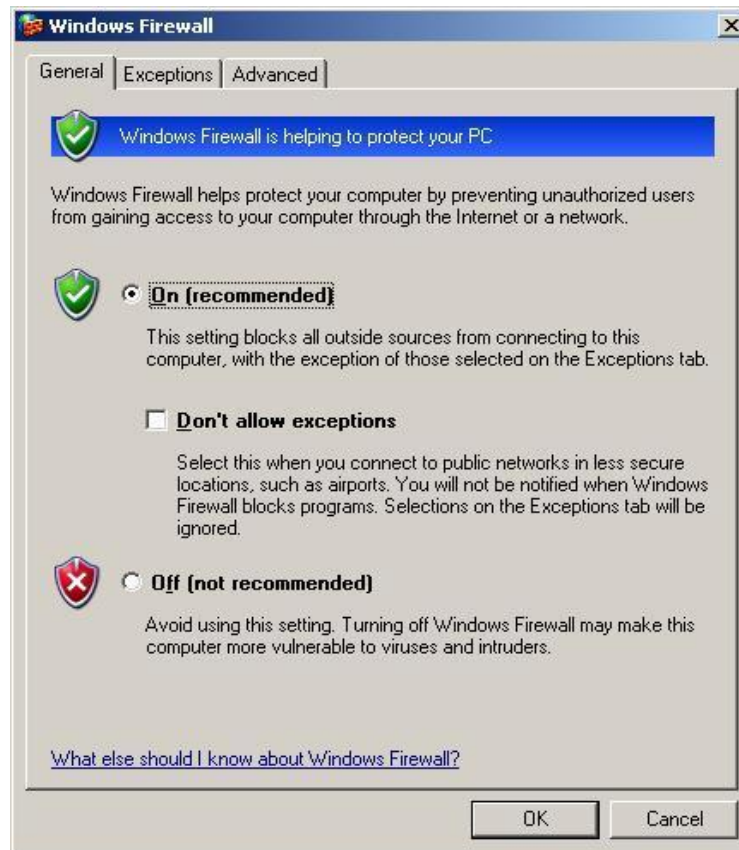 Windows Firewall
General Exceptions Advanced
Windows Firewall is helping to protect your PC
Windows Firewall helps protect your computer by preventing unauthorized users
from gaining access to your computer through the Internet or a network.
On (recommended)
This setting blocks all outside sources from connecting to this
computer, with the exception of those selected on the Exceptions tab.
Don't allow exceptions
Select this when you connect to public networks in less secure
locations, such as airports. You will not be notified when Windows
Firewall blocks programs. Selections on the Exceptions tab will be
ignored.
Off (not recommended)
Avoid using this setting. Turning off Windows Firewall may make this
computer more vulnerable to viruses and intruders.
What else should I know about Windows Firewall?
OK Cancel